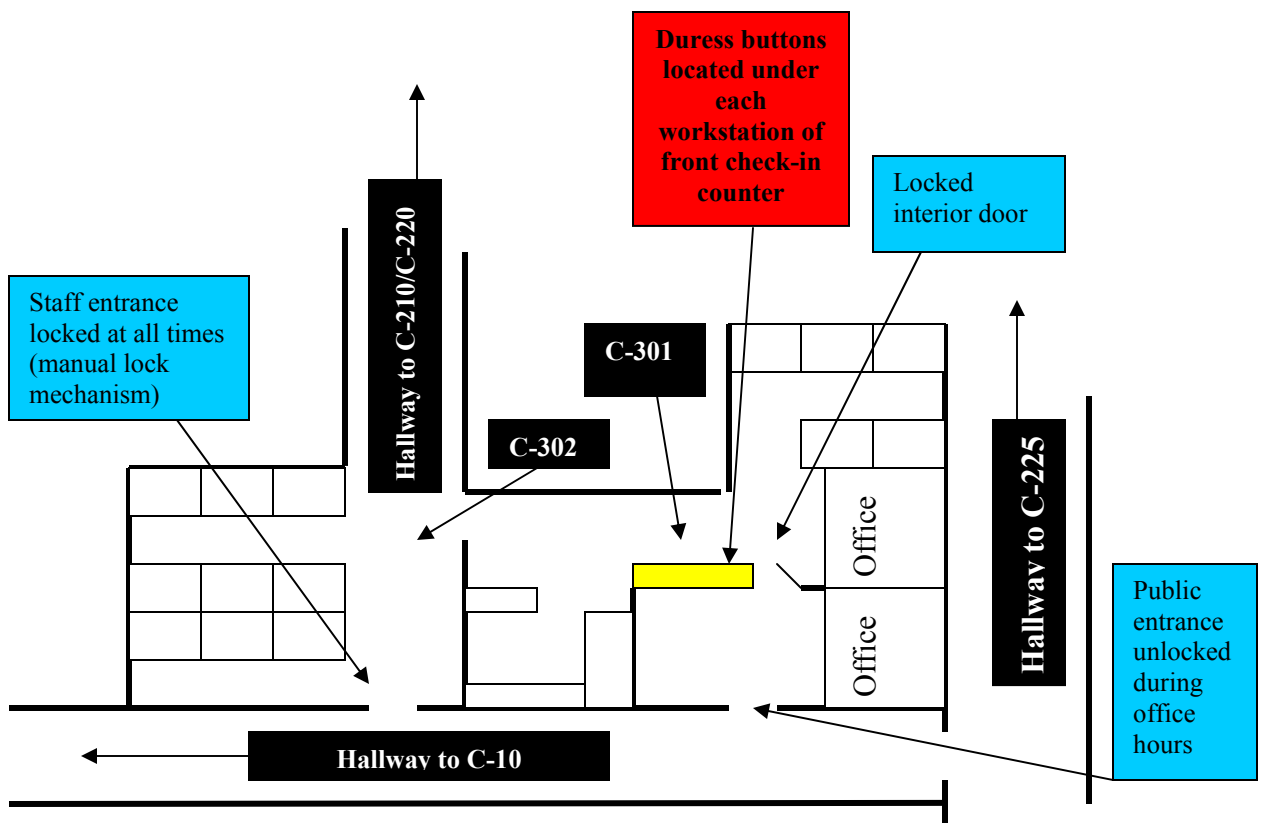 Duress buttons
located under
each
workstation of
front check-in
counter
Locked
interior door
Hallway to C-210/C-220
Staff entrance
locked at all times
(manual lock
mechanism)
C-301
C-302
Hallway to C-225
Office
Office
Public
entrance
unlocked
during
office
hours
Hallway to C-10